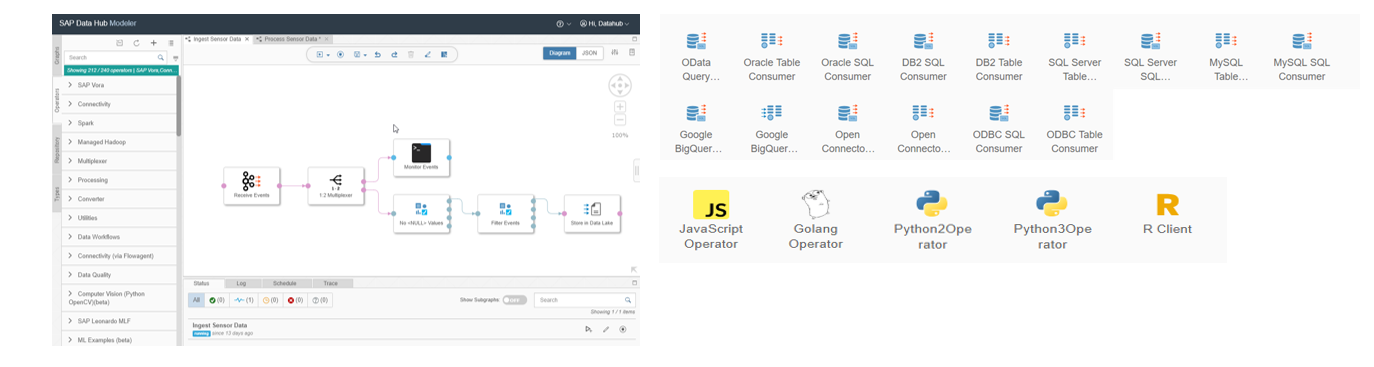 SAP Data Hub Modeler
Hi, Datahub
Graphs
Operators
Repository
Types
Search
Showing 212 / 240 operators | SAP Vora,Conn...
SAP Vora
Connectivity
Spark
Managed Hadoop
Multiplexer
Processing
Converter
Utilities
Data Workflows
Connectivity (via Flowagent)
Data Quality
Computer Vision (Python
OpenCV)(beta)
SAP Leonardo MLF
ML Examples (beta)
Ingest Sensor Data ×
Process Sensor Data * ×
Diagram
JSON
100%
Receive Events
1:2 Multiplexer
Monitor Events
No <NULL> Values
Filter Events
Store in Data Lake
Status
Log
Schedule
Trace
All
(0)
(1)
(0)
(0)
(0)
Show Subgraphs
OFF
Search
Showing 1 / 1 items
Ingest Sensor Data
running since 13 days ago
OData
Query...
Oracle Table
Consumer
Oracle SQL
Consumer
DB2 SQL
Consumer
DB2 Table
Consumer
SQL Server
Table...
SQL Server
SQL...
MySQL
Table...
MySQL SQL
Consumer
Google
BigQuer...
Google
BigQuer...
Open
Connecto...
Open
Connecto...
ODBC SQL
Consumer
ODBC Table
Consumer
JS
JavaScript
Operator
Golang
Operator
Python2Ope
rator
Python3Ope
rator
R
R Client